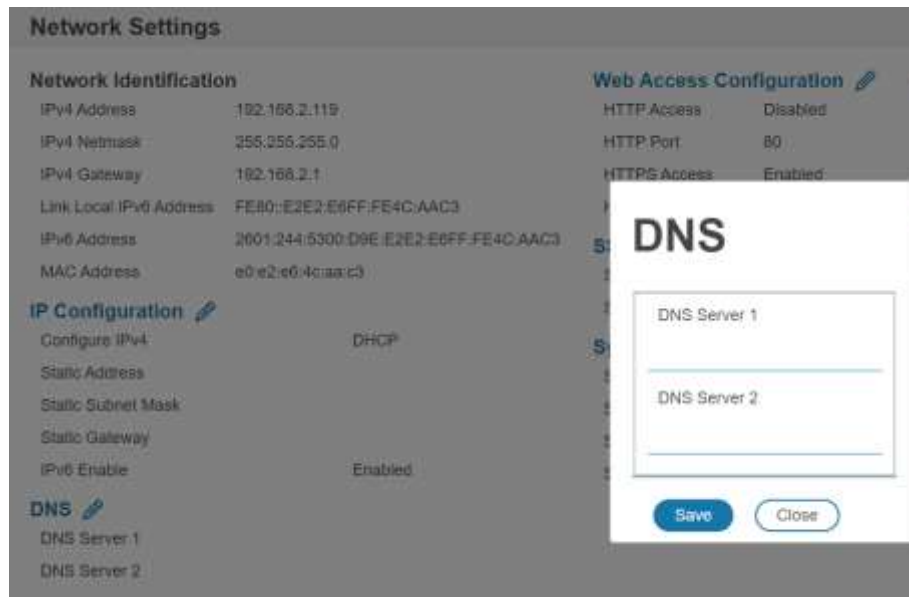 Network Settings
Network Identification
IPv4 Address 192.168.2.119
IPv4 Netmask 255.255.255.0
IPv4 Gateway 192.168.2.1
Link Local IPv6 Address FE80::E2E2:E6FF:FE4C:AAC3
IPv6 Address 2601:244:5300:D9E:E2E2:E6FF:FE4C:AAC3
MAC Address e0:e2:e6:4c:aa:c3
IP Configuration
Configure IPv4 DHCP
Static Address
Static Subnet Mask
Static Gateway
IPv6 Enable Enabled
DNS
DNS Server 1
DNS Server 2
Web Access Configuration
HTTP Access Disabled
HTTP Port 80
HTTPS Access Enabled
DNS
DNS Server 1
DNS Server 2
Save Close